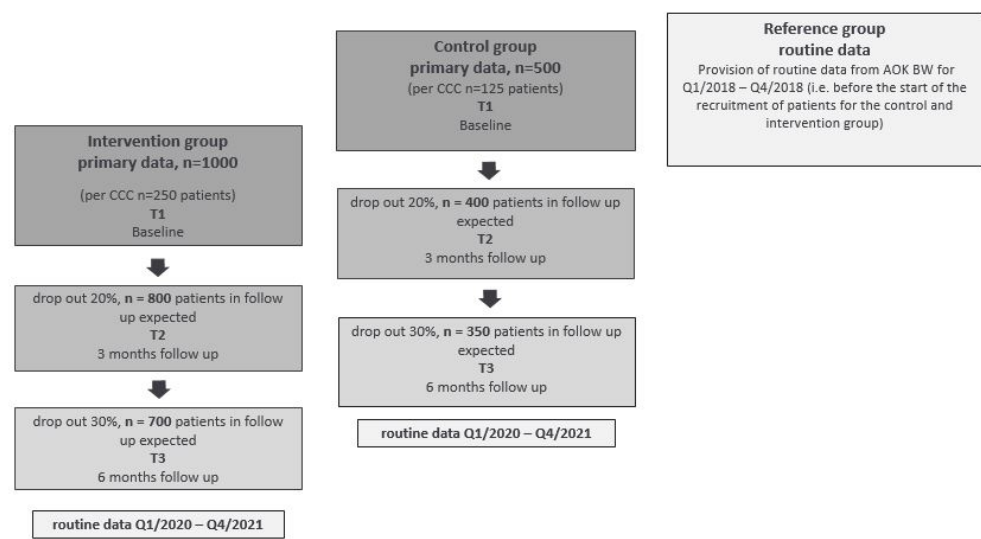 Intervention group
primary data, n=1000
(per CCC n=250 patients)
T1
Baseline
drop out 20%, n = 800 patients in follow
up expected
T2
3 months follow up
drop out 30%, n = 700 patients in follow
up expected
T3
6 months follow up
routine data Q1/2020 – Q4/2021
Control group
primary data, n=500
(per CCC n=125 patients)
T1
Baseline
drop out 20%, n = 400 patients in follow up
expected
T2
3 months follow up
drop out 30%, n = 350 patients in follow up
expected
T3
6 months follow up
routine data Q1/2020 – Q4/2021
Reference group
routine data
Provision of routine data from AOK BW for
Q1/2018 – Q4/2018 (i.e. before the start of the
recruitment of patients for the control and
intervention group)